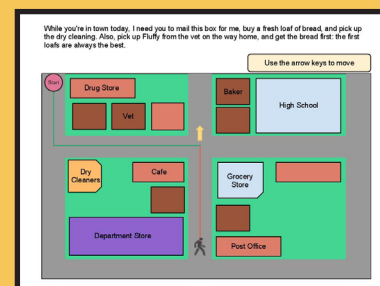 While you're in town today, I need you to mail this box for me, buy a fresh loaf of bread, and pick up
the dry cleaning. Also, pick up Fluffy from the vet on the way home, and get the bread first: the first
loafs are always the best.
Use the arrow keys to move
Start
Drug Store
Vet
Baker
High School
Dry
Cleaners
Cafe
Grocery
Store
Department Store
Post Office